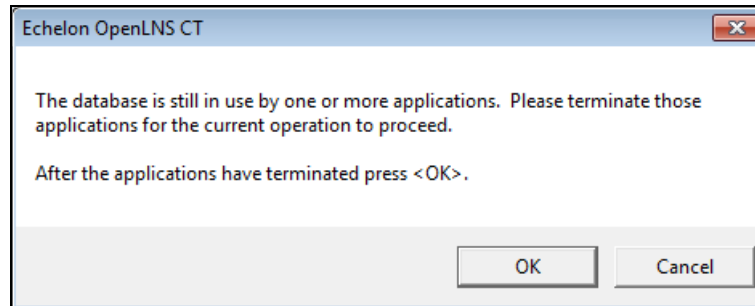 Echelon OpenLNS CT
The database is still in use by one or more applications.  Please terminate those
applications for the current operation to proceed.
After the applications have terminated press <OK>.
OK
Cancel